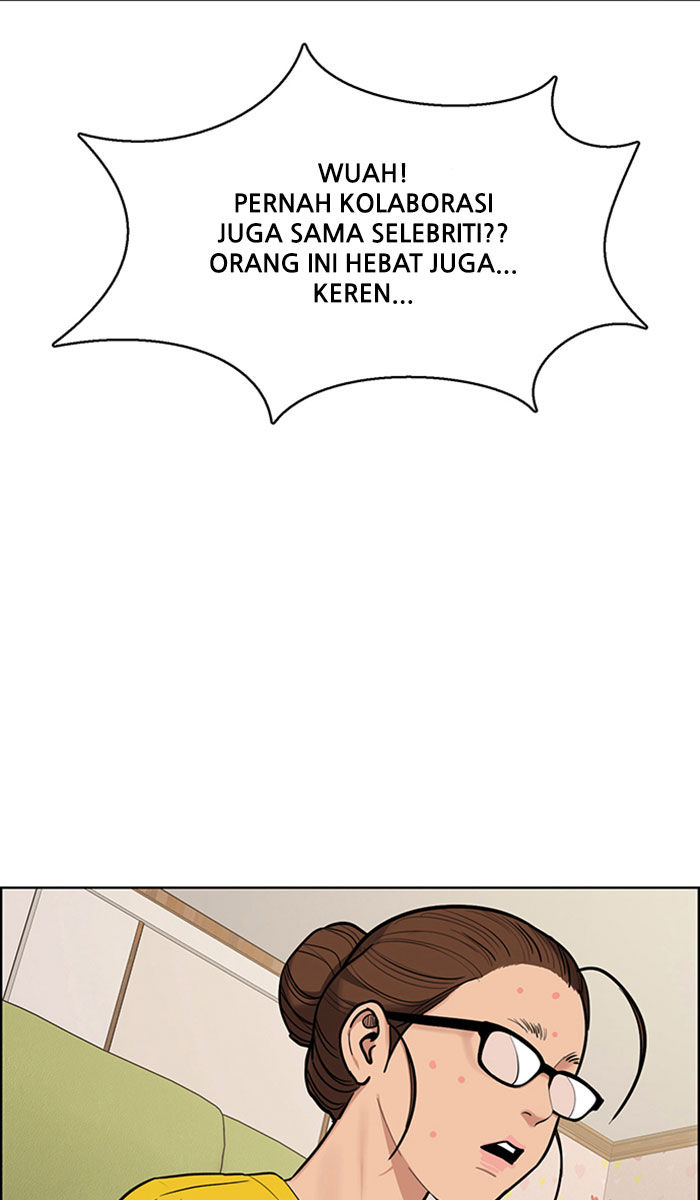 WUAH!
PERNAH KOLABORASI
JUGA SAMA SELEBRITI??
ORANG INI HEBAT JUGA...
KEREN...